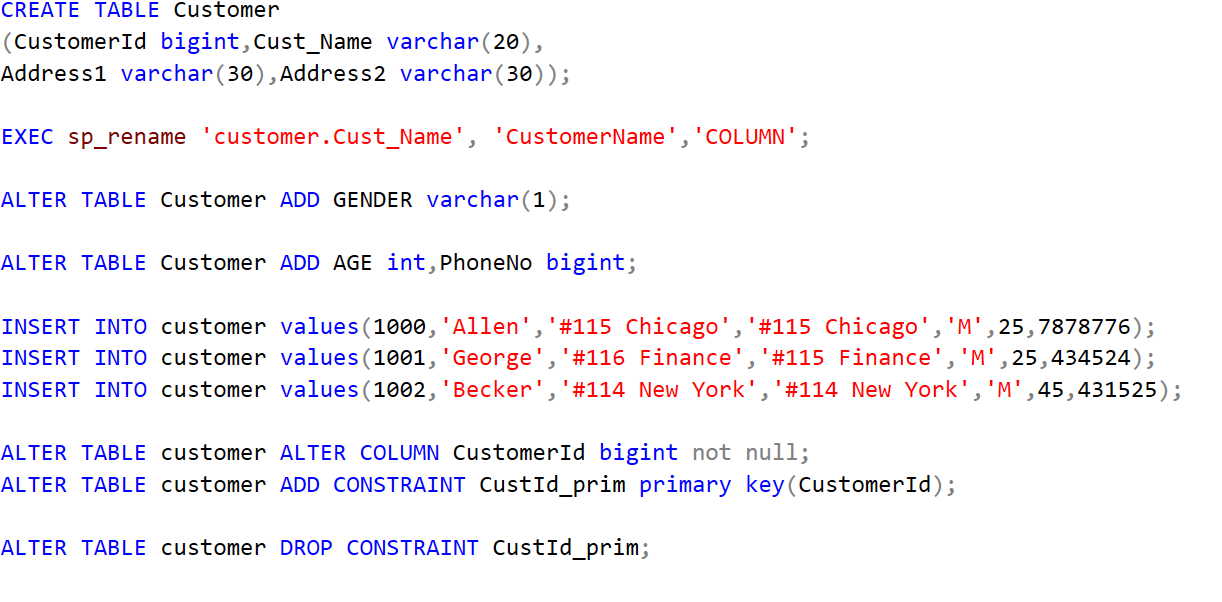 CREATE TABLE Customer
(CustomerId bigint,Cust_Name varchar(20),
Address1 varchar(30),Address2 varchar(30));
EXEC sp_rename 'customer.Cust_Name', 'CustomerName','COLUMN';
ALTER TABLE Customer ADD GENDER varchar(1);
ALTER TABLE Customer ADD AGE int,PhoneNo bigint;
INSERT INTO customer values(1000,'Allen','#115 Chicago','#115 Chicago','M',25,7878776);
INSERT INTO customer values(1001,'George','#116 Finance','#115 Finance','M',25,434524);
INSERT INTO customer values(1002,'Becker','#114 New York','#114 New York','M',45,431525);
ALTER TABLE customer ALTER COLUMN CustomerId bigint not null;
ALTER TABLE customer ADD CONSTRAINT CustId_prim primary key(CustomerId);
ALTER TABLE customer DROP CONSTRAINT CustId_prim;